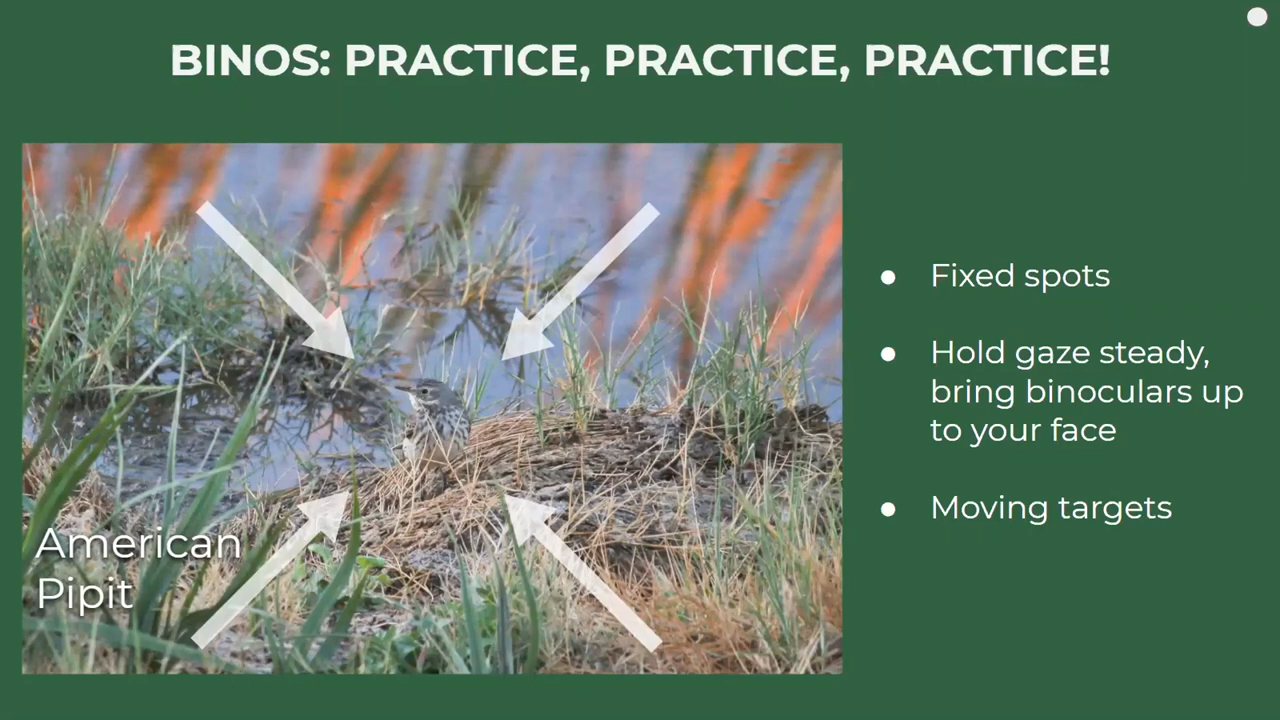 BINOS: PRACTICE, PRACTICE, PRACTICE!
American
Pipit
● Fixed spots
● Hold gaze steady,
bring binoculars up
to your face
● Moving targets